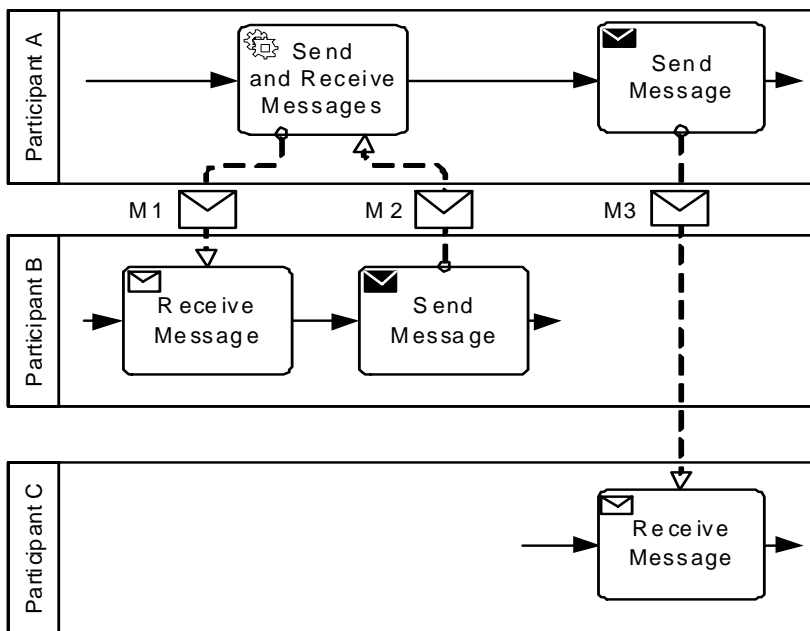 Participant A
Send
and Receive
Messages
Send
Message
M1
M2
M3
Participant B
Receive
Message
Send
Message
Participant C
Receive
Message